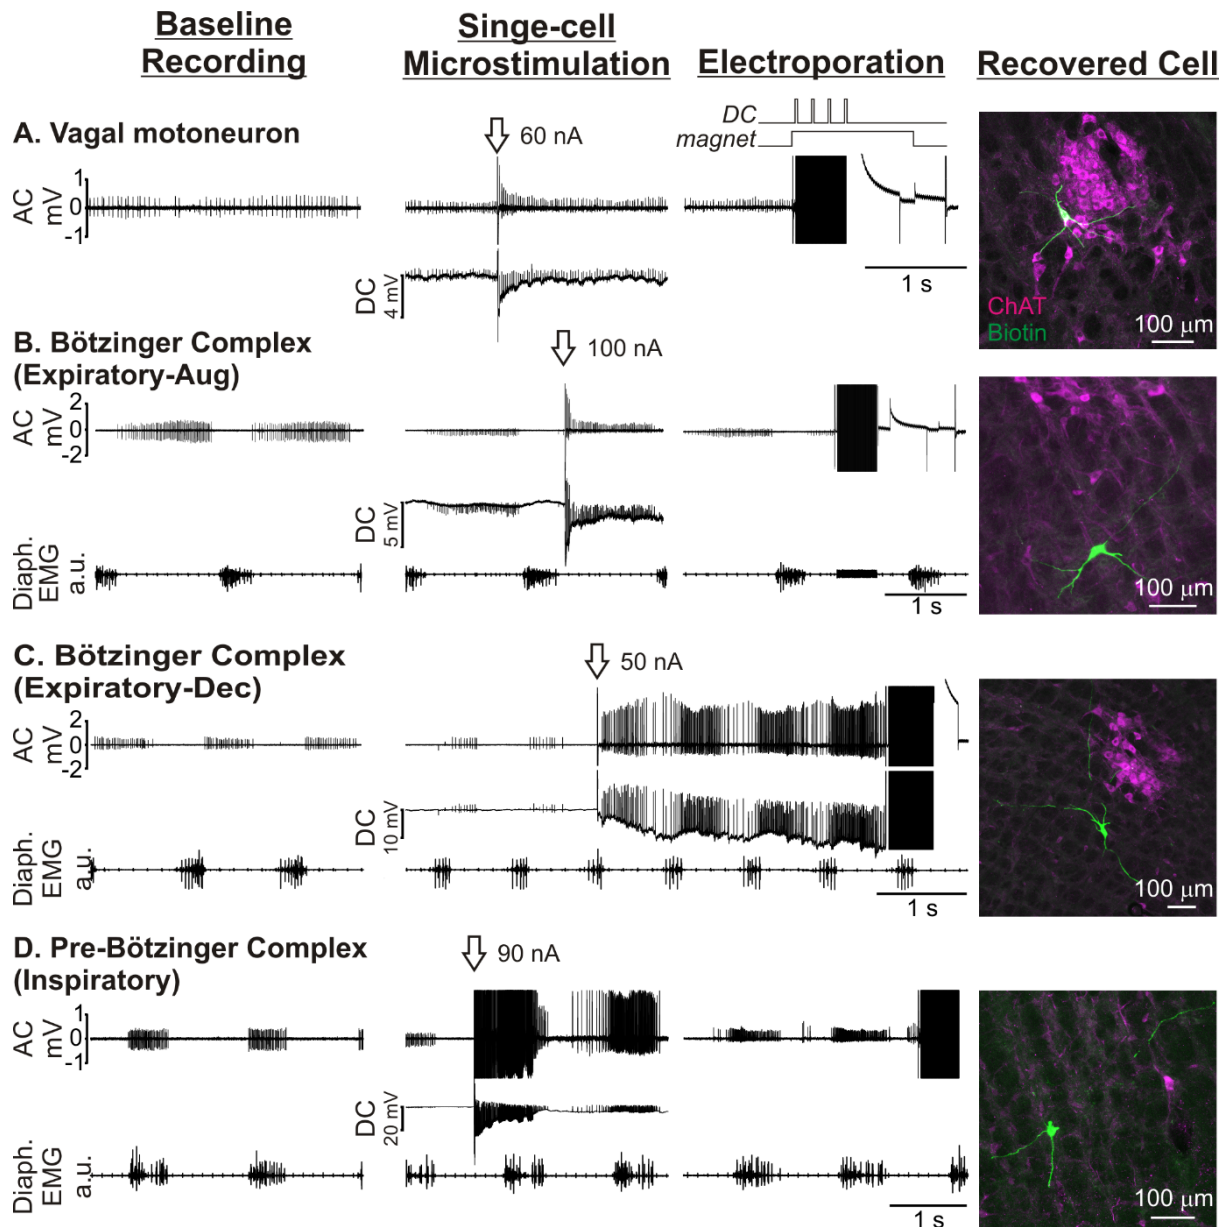 Baseline
Recording
Singe-cell
Microstimulation
Electroporation
Recovered Cell
A. Vagal motoneuron
60 nA
DC
magnet
AC
mV
1
0
-1
DC
4 mV
1 s
ChAT
Biotin
100 µm
B. Bötzinger Complex
(Expiratory-Aug)
100 nA
AC
mV
2
0
-2
DC
5 mV
Diaph.
EMG
a.u.
1 s
100 µm
C. Bötzinger Complex
(Expiratory-Dec)
50 nA
AC
mV
2
0
-2
DC
10 mV
Diaph.
EMG
a.u.
1 s
100 µm
D. Pre-Bötzinger Complex
(Inspiratory)
90 nA
AC
mV
1
0
-1
DC
20 mV
Diaph.
EMG
a.u.
1 s
100 µm